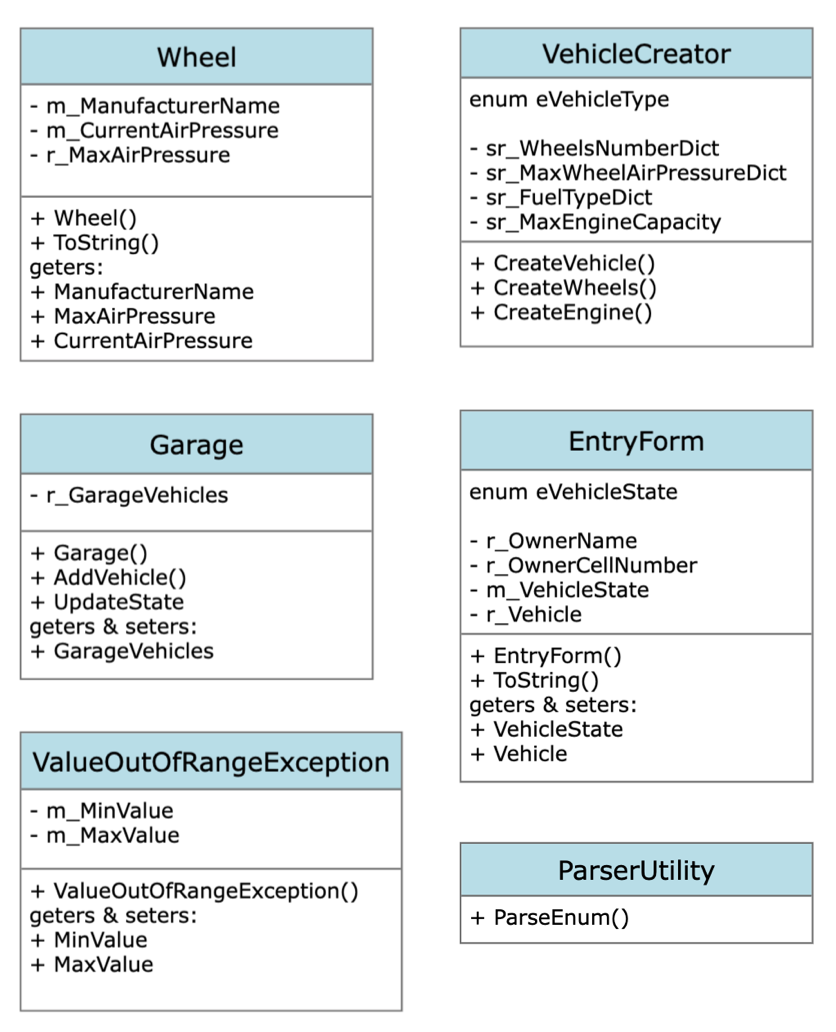 Wheel
- m_ManufacturerName
- m_CurrentAirPressure
- r_MaxAirPressure
+ Wheel()
+ ToString()
geters:
+ ManufacturerName
+ MaxAirPressure
+ CurrentAirPressure
VehicleCreator
enum eVehicleType
- sr_WheelsNumberDict
- sr_MaxWheelAirPressureDict
- sr_FuelTypeDict
- sr_MaxEngineCapacity
+ CreateVehicle()
+ CreateWheels()
+ CreateEngine()
Garage
- r_GarageVehicles
+ Garage()
+ AddVehicle()
+ UpdateState
geters & seters:
+ GarageVehicles
EntryForm
enum eVehicleState
- r_OwnerName
- r_OwnerCellNumber
- m_VehicleState
- r_Vehicle
+ EntryForm()
+ ToString()
geters & seters:
+ VehicleState
+ Vehicle
ValueOutOfRangeException
- m_MinValue
- m_MaxValue
+ ValueOutOfRangeException()
geters & seters:
+ MinValue
+ MaxValue
ParserUtility
+ ParseEnum()